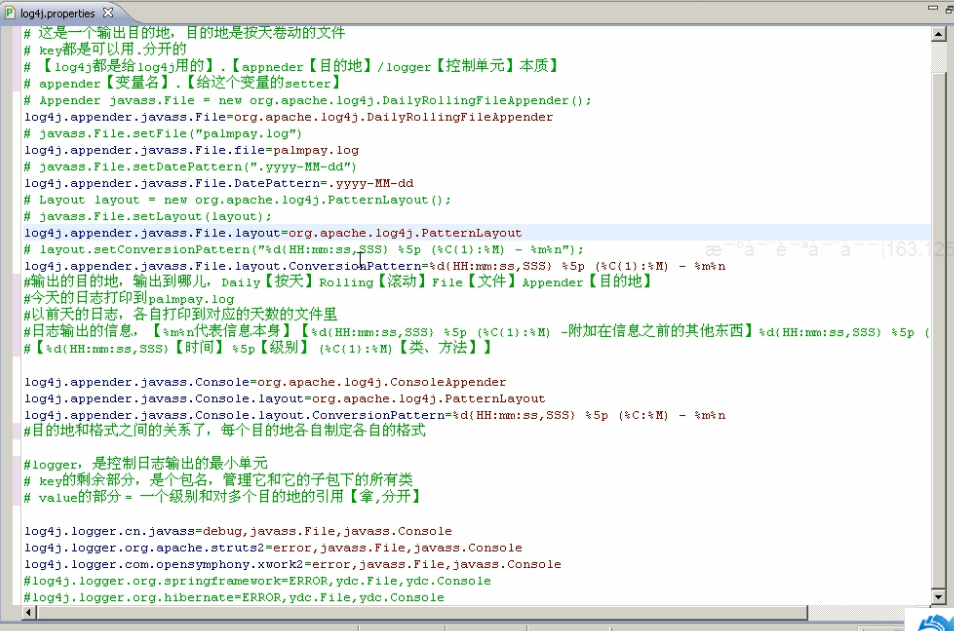 log4j.properties
# 这是一个输出目的地，目的地是按天卷动的文件
# key都是可以用.分开的
# 【log4j都是给log4j用的】.【appneder【目的地】/logger【控制单元】本质】
# appender【变量名】.【给这个变量的setter】
# Appender javass.File = new org.apache.log4j.DailyRollingFileAppender();
log4j.appender.javass.File=org.apache.log4j.DailyRollingFileAppender
# javass.File.setFile("palmpay.log")
log4j.appender.javass.File.file=palmpay.log
# javass.File.setDatePattern(".yyyy-MM-dd")
log4j.appender.javass.File.DatePattern=.yyyy-MM-dd
# Layout layout = new org.apache.log4j.PatternLayout();
# javass.File.setLayout(layout);
log4j.appender.javass.File.layout=org.apache.log4j.PatternLayout
# layout.setConversionPattern("%d{HH:mm:ss,SSS} %5p (%C{1}:%M) - %m%n");
log4j.appender.javass.File.layout.ConversionPattern=%d{HH:mm:ss,SSS} %5p (%C{1}:%M) - %m%n
#输出的目的地，输出到哪儿，Daily【按天】Rolling【滚动】File【文件】Appender【目的地】
#今天的日志打印到palmpay.log
#以前天的日志，各自打印到对应的天数的文件里
#日志输出的信息，【%m%n代表信息本身】【%d{HH:mm:ss,SSS} %5p (%C{1}:%M) -附加在信息之前的其他东西】%d{HH:mm:ss,SSS} %5p (
#【%d{HH:mm:ss,SSS}【时间】%5p【级别】 (%C{1}:%M)【类、方法】】
log4j.appender.javass.Console=org.apache.log4j.ConsoleAppender
log4j.appender.javass.Console.layout=org.apache.log4j.PatternLayout
log4j.appender.javass.Console.layout.ConversionPattern=%d{HH:mm:ss,SSS} %5p (%C:%M) - %m%n
#目的地和格式之间的关系了，每个目的地各自制定各自的格式
#logger，是控制日志输出的最小单元
# key的剩余部分，是个包名，管理它和它的子包下的所有类
# value的部分 = 一个级别和对多个目的地的引用【拿,分开】
log4j.logger.cn.javass=debug,javass.File,javass.Console
log4j.logger.org.apache.struts2=error,javass.File,javass.Console
log4j.logger.com.opensymphony.xwork2=error,javass.File,javass.Console
#log4j.logger.org.springframework=ERROR,ydc.File,ydc.Console
#log4j.logger.org.hibernate=ERROR,ydc.File,ydc.Console